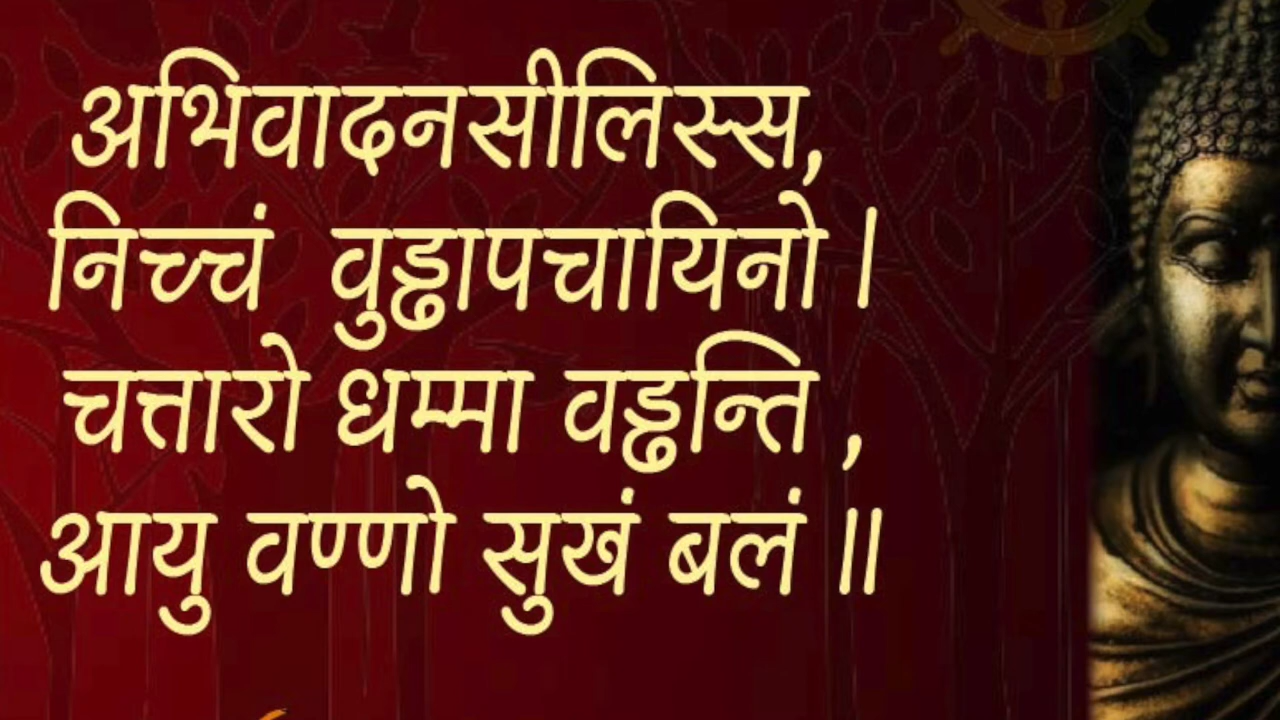 अभिवादनसीलिस्स,
निच्चं वुड्ढापचायिनो ।
चत्तारो धम्मा वड्ढन्ति ,
आयु वण्णो सुखं बलं ॥